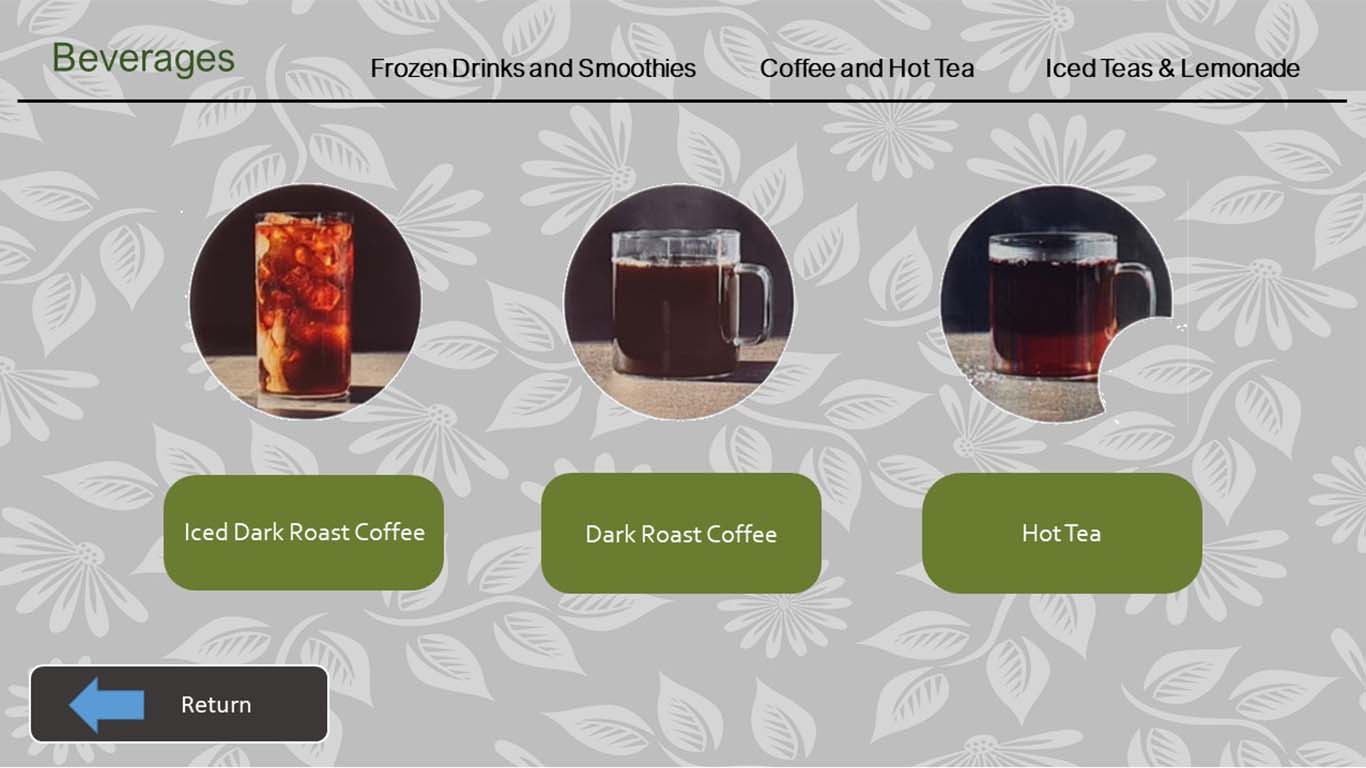 Beverages
Frozen Drinks and Smoothies
Coffee and Hot Tea
Iced Teas & Lemonade
Iced Dark Roast Coffee
Dark Roast Coffee
Hot Tea
Return